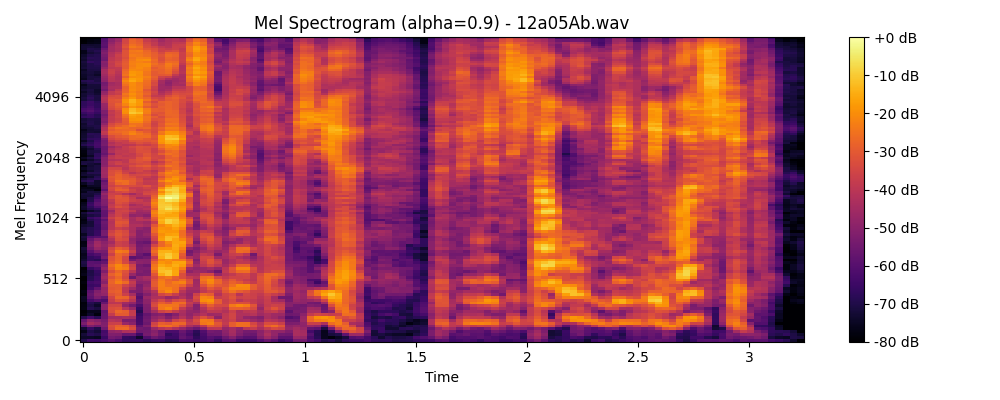 Mel Spectrogram (alpha=0.9) - 12a05Ab.wav
+0 dB
-10 dB
-20 dB
-30 dB
-40 dB
-50 dB
-60 dB
-70 dB
-80 dB
Mel Frequency
4096
2048
1024
512
0
0 0.5 1 1.5 2 2.5 3
Time